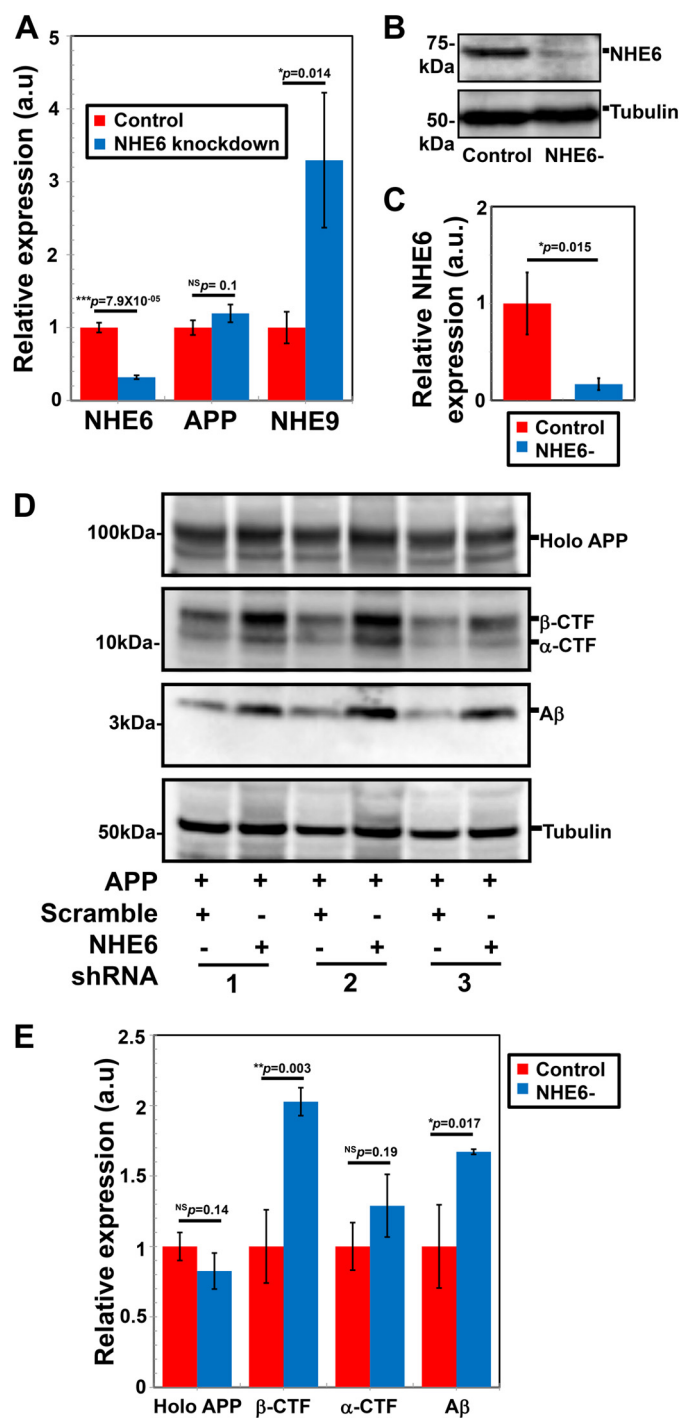 A
Relative expression (a.u)
5
4
3
2
1
0
Control
NHE6 knockdown
***p=7.9X10-05
NSp= 0.1
*p=0.014
NHE6 APP NHE9
B
75-
kDa
NHE6
50-
kDa
Tubulin
Control NHE6-
C
Relative NHE6
expression (a.u.)
2
1
0
*p=0.015
Control
NHE6-
D
100kDa-
Holo APP
β-CTF
10kDa-
α-CTF
3kDa-
Aβ
50kDa-
Tubulin
APP + + + + + +
Scramble + - + - + -
NHE6 - + - + - +
shRNA 1 2 3
E
Relative expression (a.u)
2.5
2
1.5
1
0.5
0
NSp=0.14
**p=0.003
NSp=0.19
*p=0.017
Control
NHE6-
Holo APP β-CTF α-CTF Aβ